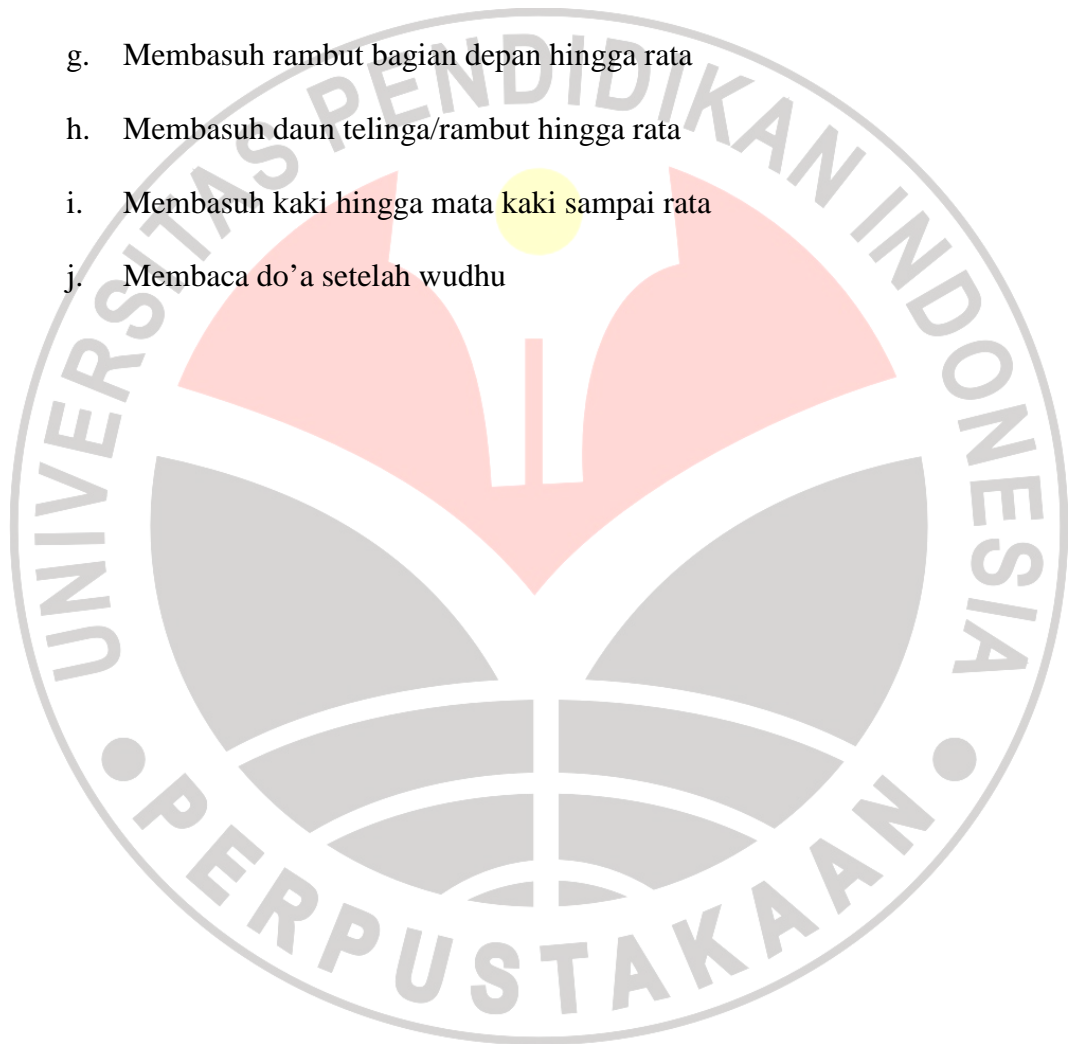 g. Membasuh rambut bagian depan hingga rata
h. Membasuh daun telinga/rambut hingga rata
i. Membasuh kaki hingga mata kaki sampai rata
j. Membaca do’a setelah wudhu
UNIVERSITAS PENDIDIKAN INDONESIA
PERPUSTAKAAN